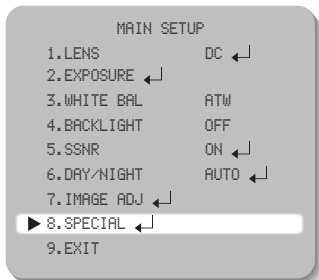 MAIN SETUP
1.LENS DC ↵
2.EXPOSURE ↵
3.WHITE BAL ATW
4.BACKLIGHT OFF
5.SSNR ON ↵
6.DAY/NIGHT AUTO ↵
7.IMAGE ADJ ↵
▶8.SPECIAL ↵
9.EXIT